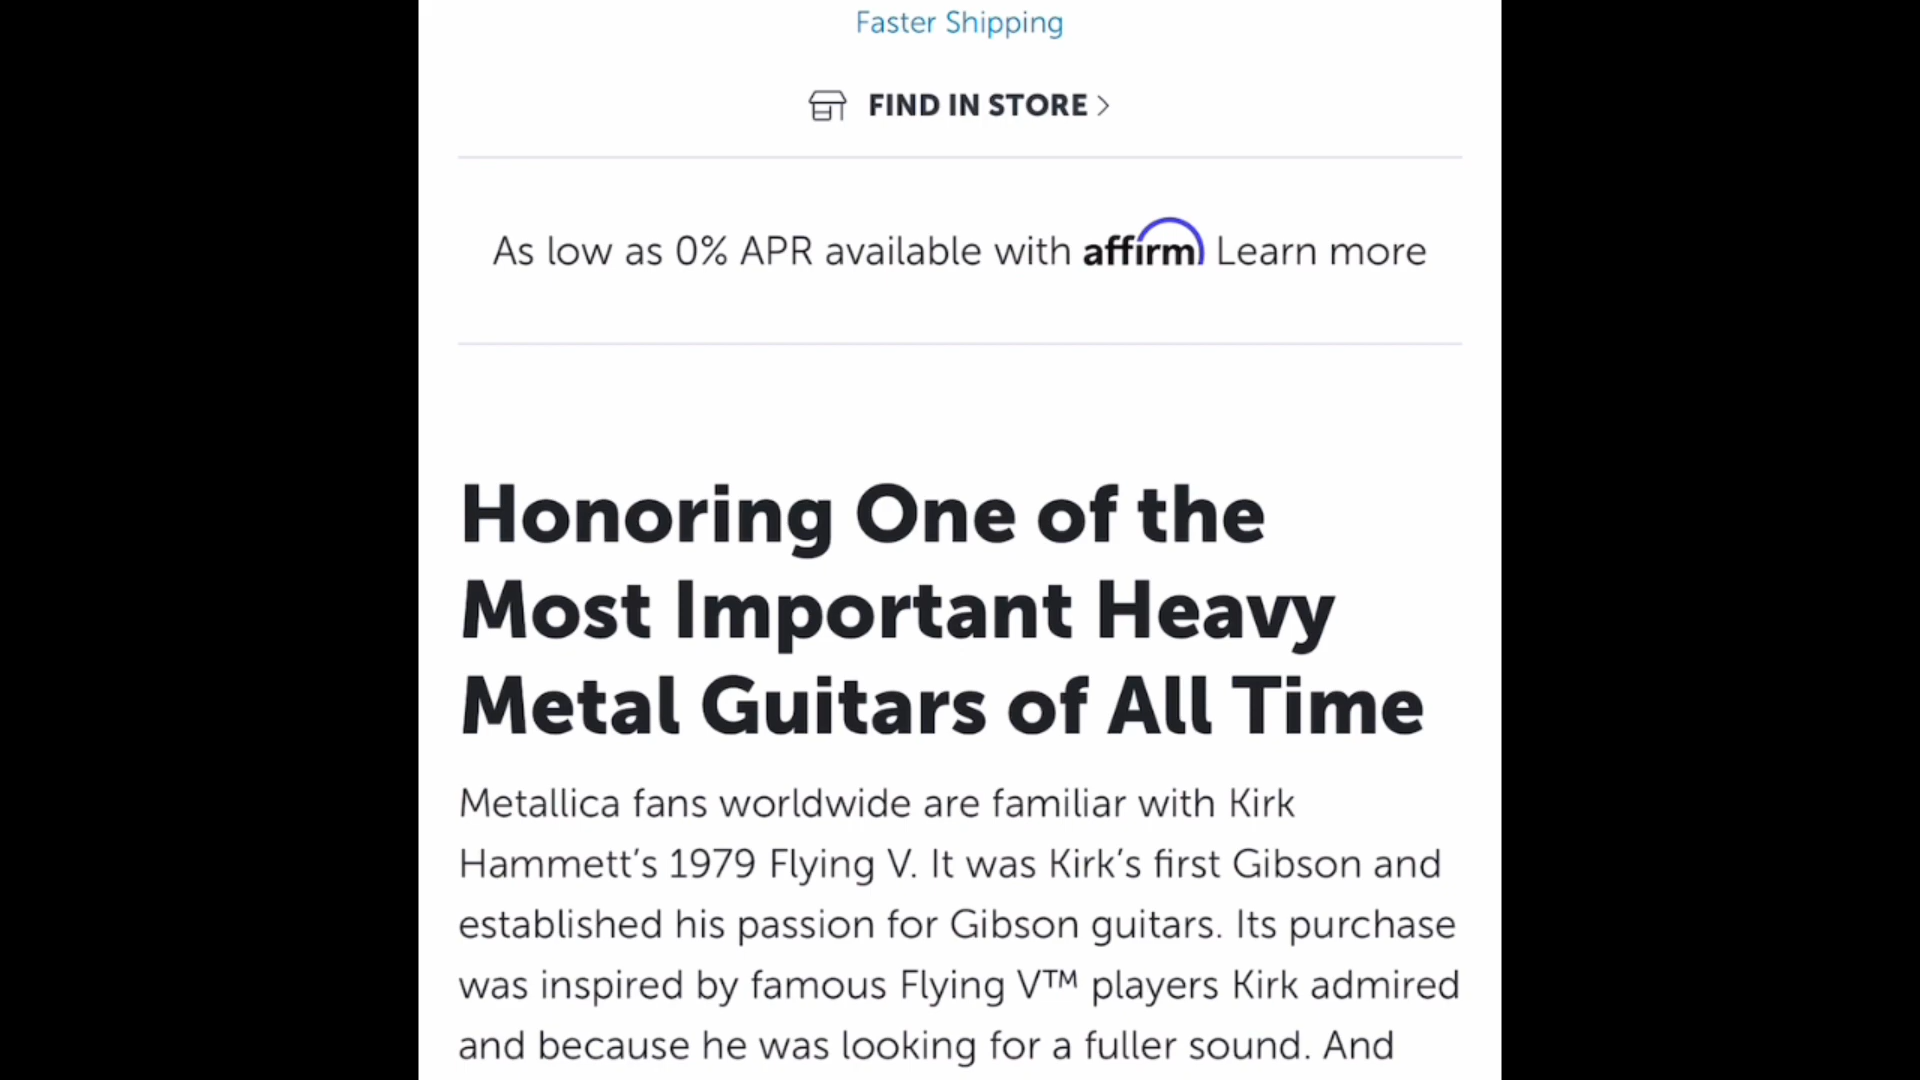 Faster Shipping
FIND IN STORE >
As low as 0% APR available with affirm Learn more
Honoring One of the
Most Important Heavy
Metal Guitars of All Time
Metallica fans worldwide are familiar with Kirk
Hammett’s 1979 Flying V. It was Kirk’s first Gibson and
established his passion for Gibson guitars. Its purchase
was inspired by famous Flying V™ players Kirk admired
and because he was looking for a fuller sound. And